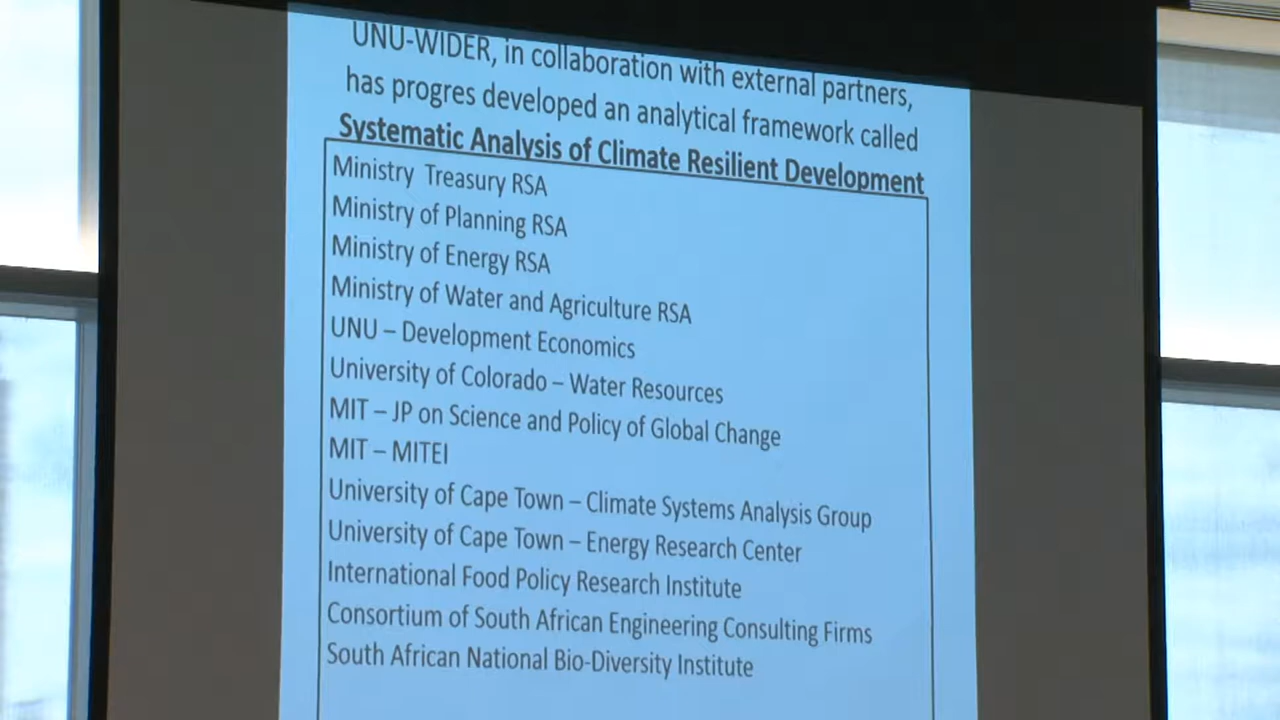 UNU-WIDER, in collaboration with external partners,
has progres developed an analytical framework called
Systematic Analysis of Climate Resilient Development
Ministry Treasury RSA
Ministry of Planning RSA
Ministry of Energy RSA
Ministry of Water and Agriculture RSA
UNU – Development Economics
University of Colorado – Water Resources
MIT – JP on Science and Policy of Global Change
MIT – MITEI
University of Cape Town – Climate Systems Analysis Group
University of Cape Town – Energy Research Center
International Food Policy Research Institute
Consortium of South African Engineering Consulting Firms
South African National Bio-Diversity Institute